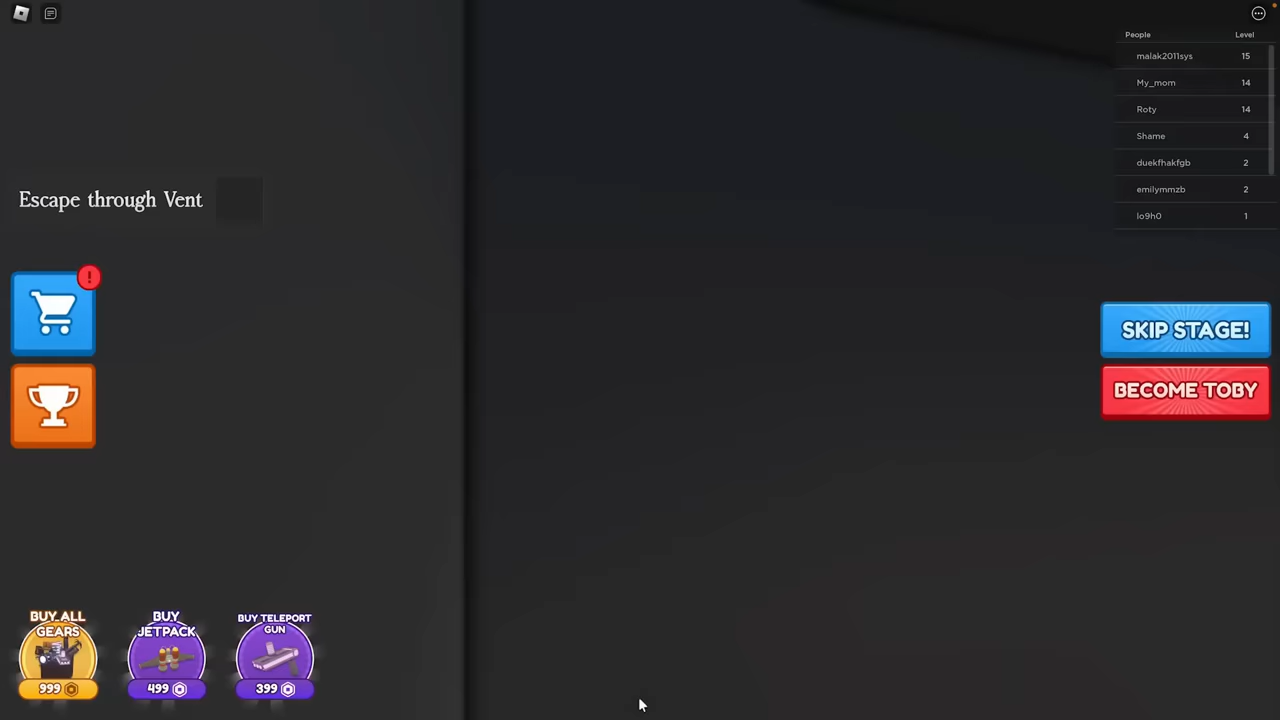 People Level
malak2011sys 15
My_mom 14
Roty 14
Shame 4
duekfhakfgb 2
emilymmzb 2
lo9h0 1
Escape through Vent
!
SKIP STAGE!
BECOME TOBY
BUY ALL
GEARS
999
BUY
JETPACK
499
BUY TELEPORT
GUN
399